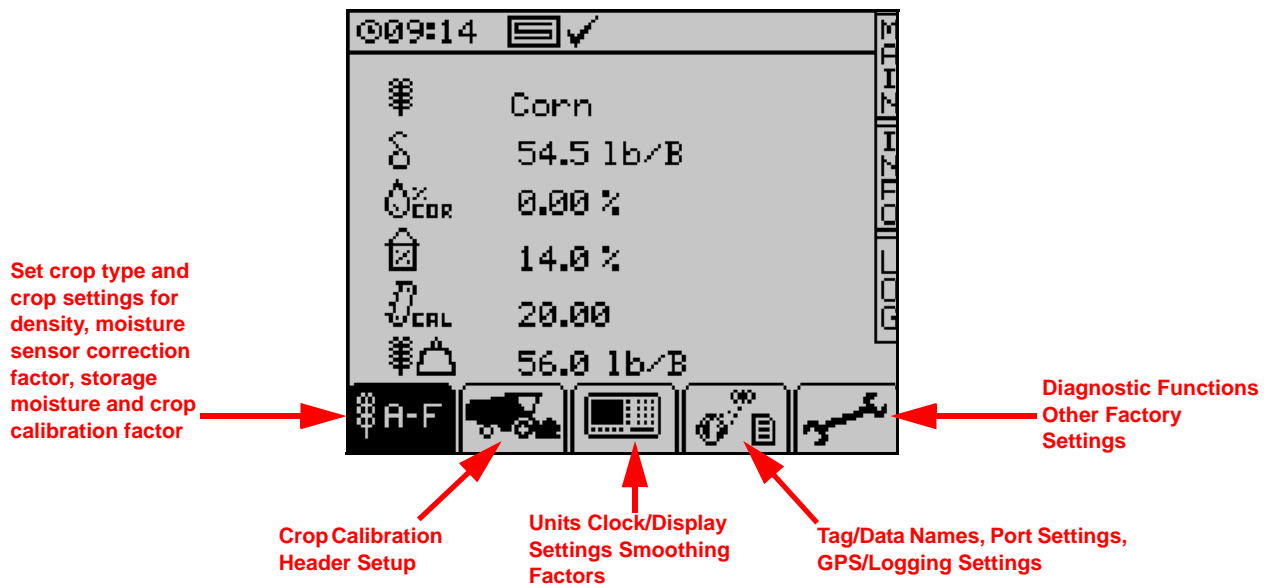 09:14
MAIN
INFO
LOG
Corn
54.5 lb/B
%COR 0.00 %
% 14.0 %
CAL 20.00
56.0 lb/B
A-F
Set crop type and
crop settings for
density, moisture
sensor correction
factor, storage
moisture and crop
calibration factor
Crop Calibration
Header Setup
Units Clock/Display
Settings Smoothing
Factors
Tag/Data Names, Port Settings,
GPS/Logging Settings
Diagnostic Functions
Other Factory
Settings